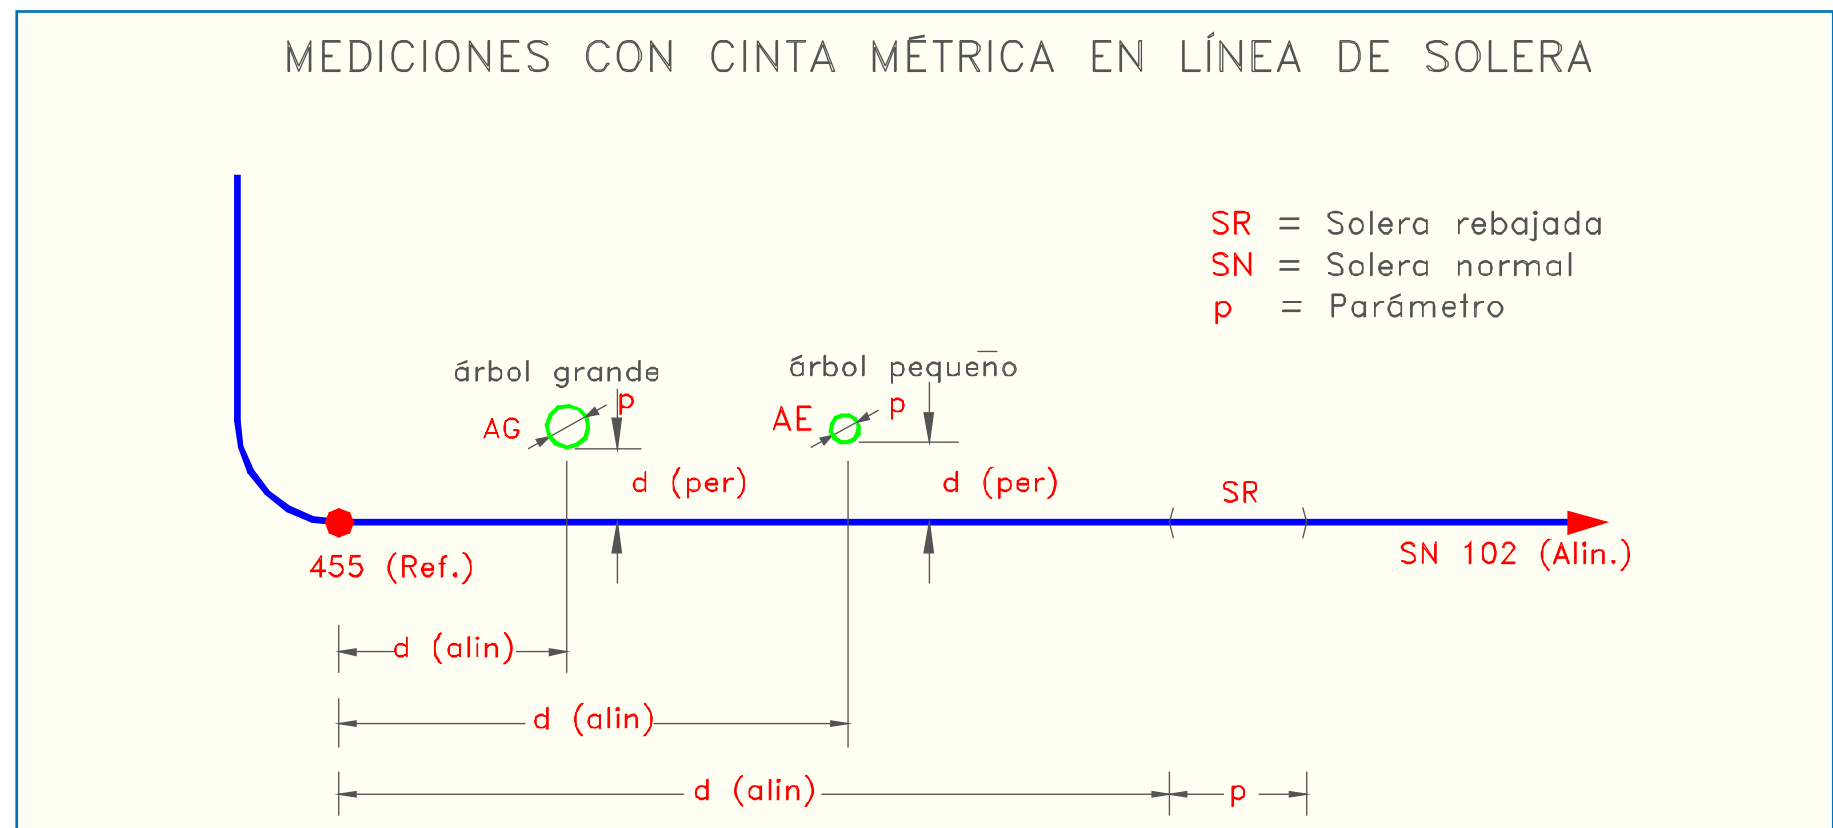 MEDICIONES CON CINTA MÉTRICA EN LÍNEA DE SOLERA
SR = Solera rebajada
SN = Solera normal
p = Parámetro
árbol grande
árbol pequeño
p
p
AG
AE
d (per)
d (per)
SR
455 (Ref.)
SN 102 (Alin.)
d (alin)
d (alin)
d (alin)
p